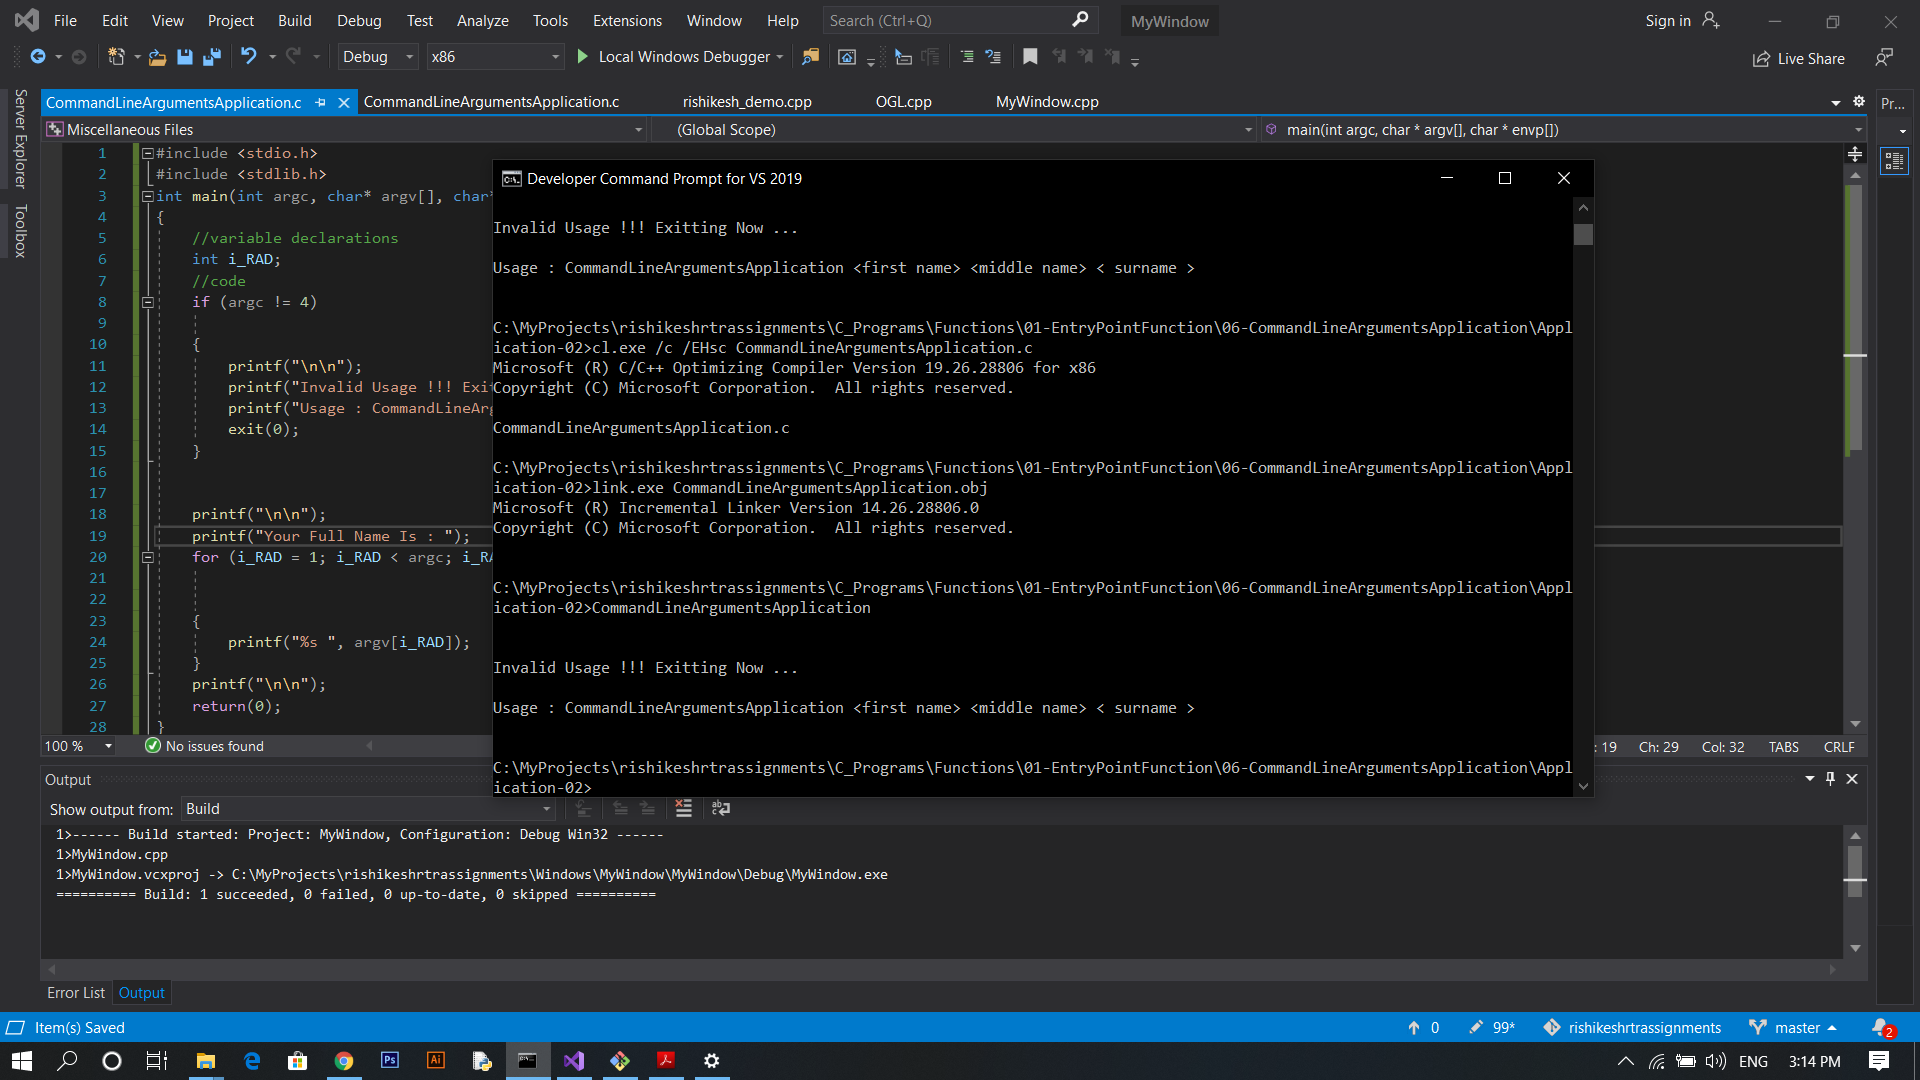 File Edit View Project Build Debug Test Analyze Tools Extensions Window Help Search (Ctrl+Q) MyWindow Sign in
Debug x86 Local Windows Debugger Live Share
Server Explorer
Toolbox
CommandLineArgumentsApplication.c CommandLineArgumentsApplication.c rishikesh_demo.cpp OGL.cpp MyWindow.cpp Pr...
Miscellaneous Files (Global Scope) main(int argc, char * argv[], char * envp[])
1 #include <stdio.h>
2 #include <stdlib.h>
3 int main(int argc, char* argv[], char*
4 {
5 //variable declarations
6 int i_RAD;
7 //code
8 if (argc != 4)
9
10 {
11 printf("\n\n");
12 printf("Invalid Usage !!! Exit
13 printf("Usage : CommandLineArg
14 exit(0);
15 }
16
17
18 printf("\n\n");
19 printf("Your Full Name Is : ");
20 for (i_RAD = 1; i_RAD < argc; i_RA
21
22
23 {
24 printf("%s ", argv[i_RAD]);
25 }
26 printf("\n\n");
27 return(0);
28 }
100 % No issues found : 19 Ch: 29 Col: 32 TABS CRLF
Developer Command Prompt for VS 2019
Invalid Usage !!! Exitting Now ...
Usage : CommandLineArgumentsApplication <first name> <middle name> < surname >
C:\MyProjects\rishikeshrtrassignments\C_Programs\Functions\01-EntryPointFunction\06-CommandLineArgumentsApplication\Appl
ication-02>cl.exe /c /EHsc CommandLineArgumentsApplication.c
Microsoft (R) C/C++ Optimizing Compiler Version 19.26.28806 for x86
Copyright (C) Microsoft Corporation.  All rights reserved.
CommandLineArgumentsApplication.c
C:\MyProjects\rishikeshrtrassignments\C_Programs\Functions\01-EntryPointFunction\06-CommandLineArgumentsApplication\Appl
ication-02>link.exe CommandLineArgumentsApplication.obj
Microsoft (R) Incremental Linker Version 14.26.28806.0
Copyright (C) Microsoft Corporation.  All rights reserved.
C:\MyProjects\rishikeshrtrassignments\C_Programs\Functions\01-EntryPointFunction\06-CommandLineArgumentsApplication\Appl
ication-02>CommandLineArgumentsApplication
Invalid Usage !!! Exitting Now ...
Usage : CommandLineArgumentsApplication <first name> <middle name> < surname >
C:\MyProjects\rishikeshrtrassignments\C_Programs\Functions\01-EntryPointFunction\06-CommandLineArgumentsApplication\Appl
ication-02>
Output
Show output from: Build
1>------ Build started: Project: MyWindow, Configuration: Debug Win32 ------
1>MyWindow.cpp
1>MyWindow.vcxproj -> C:\MyProjects\rishikeshrtrassignments\Windows\MyWindow\MyWindow\Debug\MyWindow.exe
========== Build: 1 succeeded, 0 failed, 0 up-to-date, 0 skipped ==========
Error List Output
Item(s) Saved 0 99* rishikeshrtrassignments master 2
Ps Ai ENG 3:14 PM